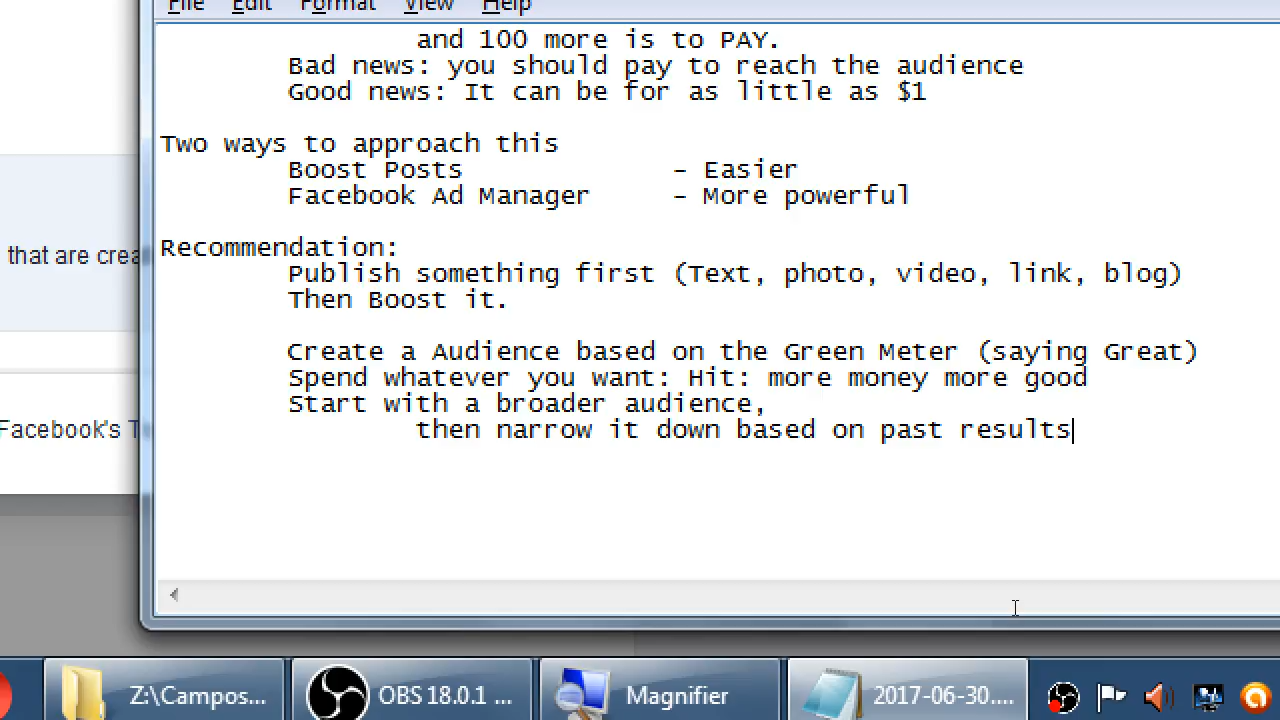 File Edit Format View Help
and 100 more is to PAY.
Bad news: you should pay to reach the audience
Good news: It can be for as little as $1
Two ways to approach this
Boost Posts - Easier
Facebook Ad Manager - More powerful
Recommendation:
that are crea
Publish something first (Text, photo, video, link, blog)
Then Boost it.
Create a Audience based on the Green Meter (saying Great)
Spend whatever you want: Hit: more money more good
Start with a broader audience,
then narrow it down based on past results
Facebook's T
Z:\Campos... OBS 18.0.1 ... Magnifier 2017-06-30....